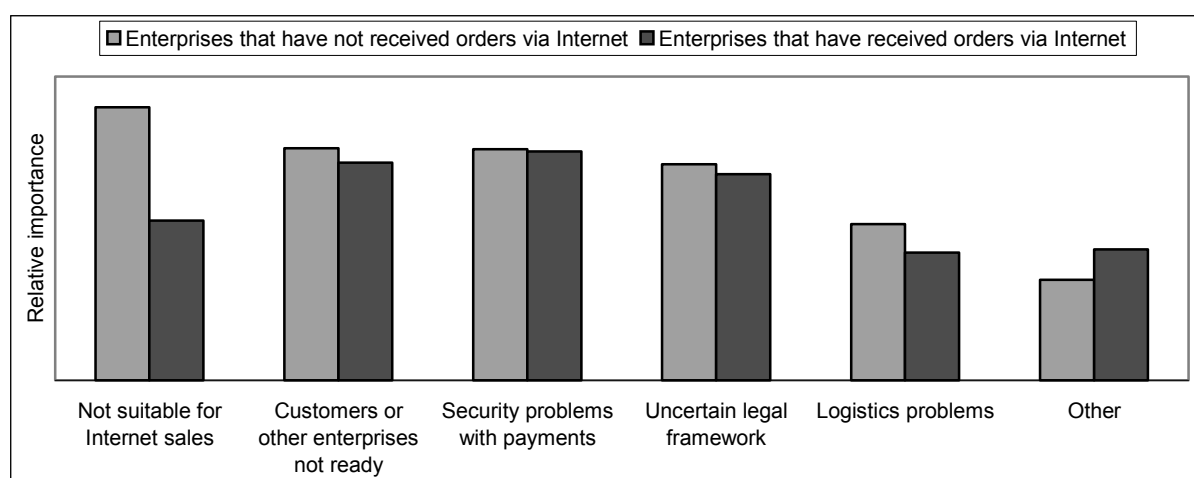 Enterprises that have not received orders via Internet Enterprises that have received orders via Internet
Relative importance
Not suitable for
Internet sales
Customers or
other enterprises
not ready
Security problems
with payments
Uncertain legal
framework
Logistics problems
Other